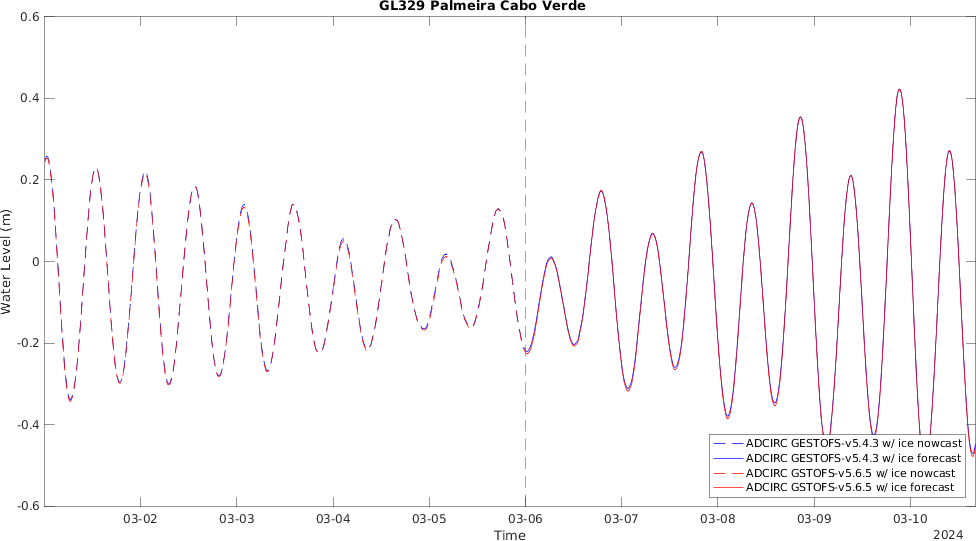 GL329 Palmeira Cabo Verde
0.6
0.4
0.2
0
-0.2
-0.4
-0.6
Water Level (m)
ADCIRC GESTOFS-v5.4.3 w/ ice nowcast
ADCIRC GESTOFS-v5.4.3 w/ ice forecast
ADCIRC GSTOFS-v5.6.5 w/ ice nowcast
ADCIRC GSTOFS-v5.6.5 w/ ice forecast
03-02 03-03 03-04 03-05 03-06 03-07 03-08 03-09 03-10
Time
2024